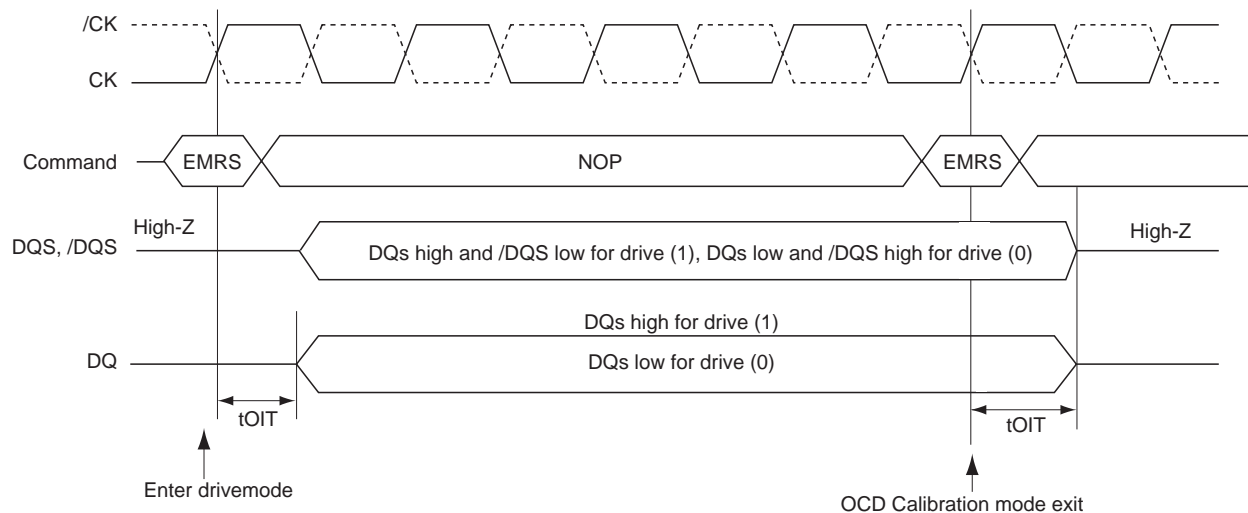 /CK
CK
Command
EMRS
NOP
EMRS
High-Z
High-Z
DQS, /DQS
DQs high and /DQS low for drive (1), DQs low and /DQS high for drive (0)
DQs high for drive (1)
DQ
DQs low for drive (0)
tOIT
tOIT
Enter drivemode
OCD Calibration mode exit